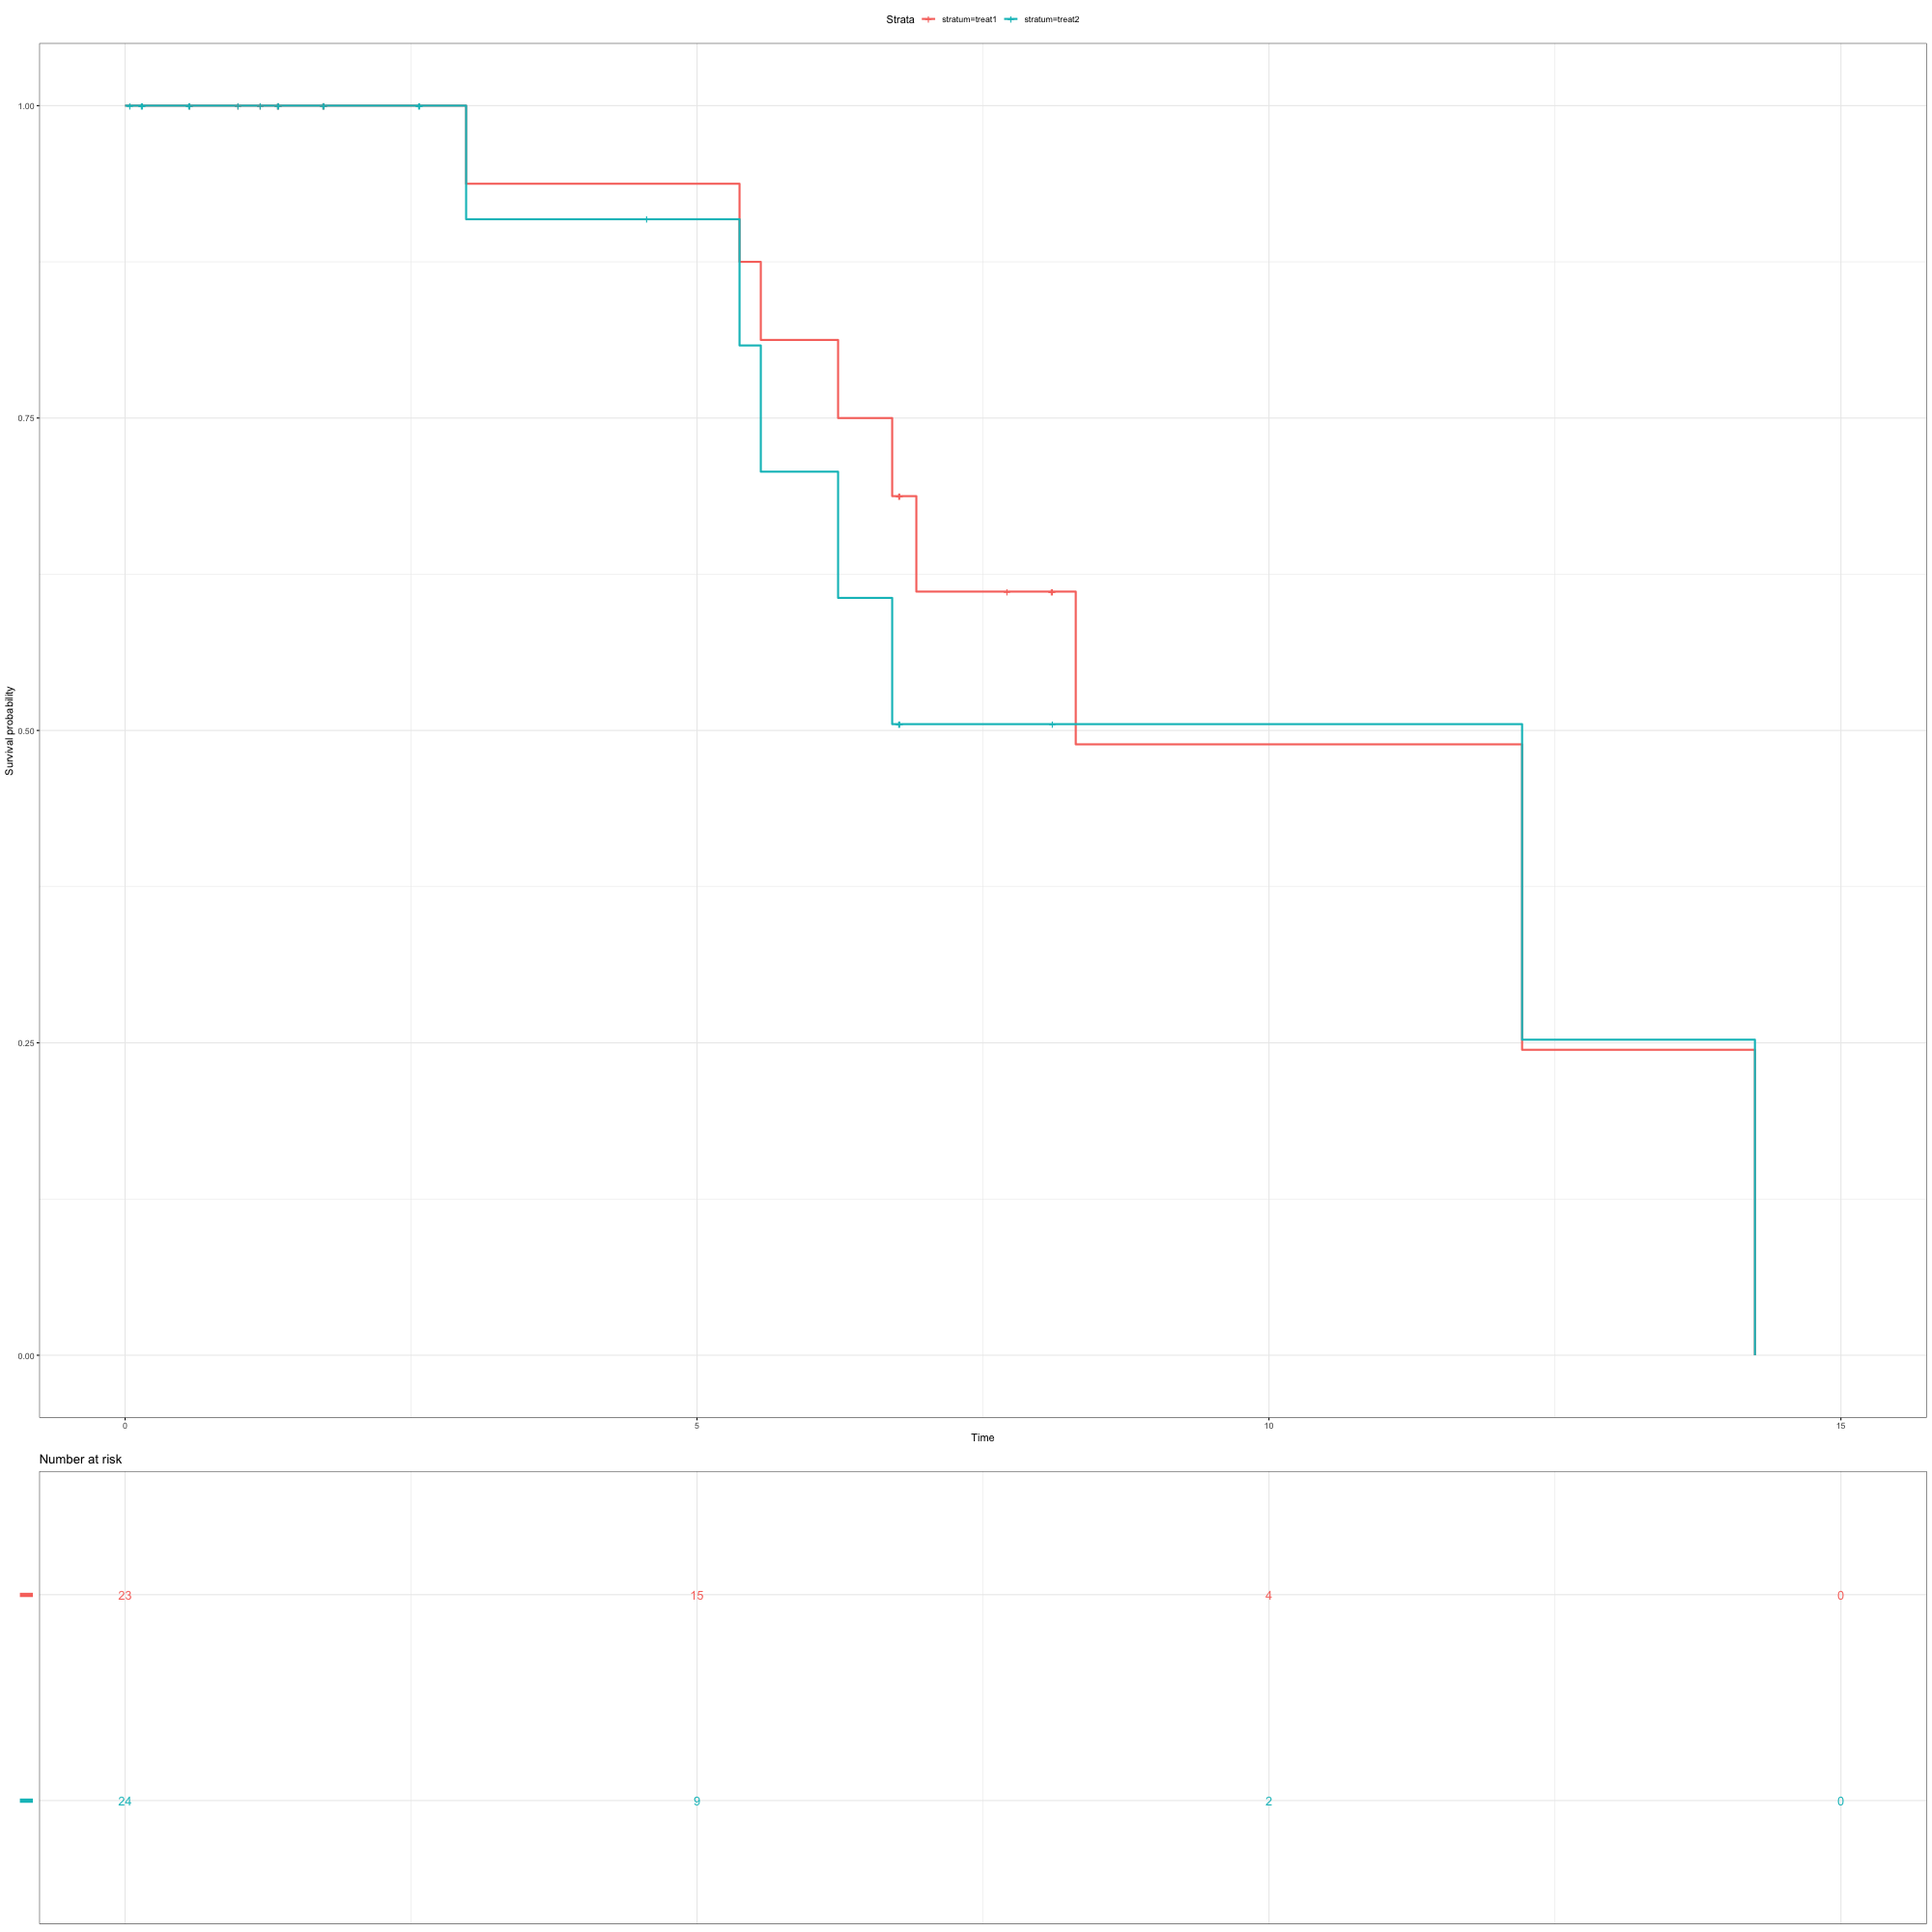 Strata stratum=treat1 stratum=treat2
1.00
0.75
0.50
0.25
0.00
Survival probability
0 5 10 15
Time
Number at risk
23 15 4 0
24 9 2 0